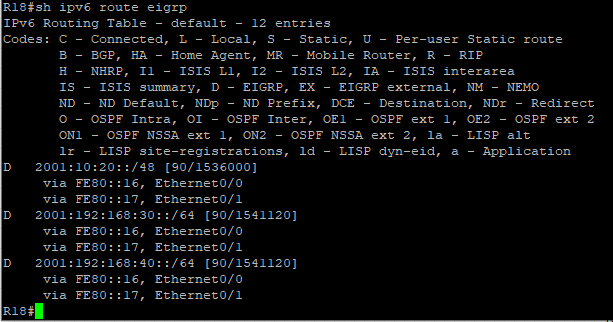 R18#sh ipv6 route eigrp
IPv6 Routing Table - default - 12 entries
Codes: C - Connected, L - Local, S - Static, U - Per-user Static route
B - BGP, HA - Home Agent, MR - Mobile Router, R - RIP
H - NHRP, I1 - ISIS L1, I2 - ISIS L2, IA - ISIS interarea
IS - ISIS summary, D - EIGRP, EX - EIGRP external, NM - NEMO
ND - ND Default, NDp - ND Prefix, DCE - Destination, NDr - Redirect
O - OSPF Intra, OI - OSPF Inter, OE1 - OSPF ext 1, OE2 - OSPF ext 2
ON1 - OSPF NSSA ext 1, ON2 - OSPF NSSA ext 2, la - LISP alt
lr - LISP site-registrations, ld - LISP dyn-eid, a - Application
D 2001:10:20::/48 [90/1536000]
via FE80::16, Ethernet0/0
via FE80::17, Ethernet0/1
D 2001:192:168:30::/64 [90/1541120]
via FE80::16, Ethernet0/0
via FE80::17, Ethernet0/1
D 2001:192:168:40::/64 [90/1541120]
via FE80::16, Ethernet0/0
via FE80::17, Ethernet0/1
R18#